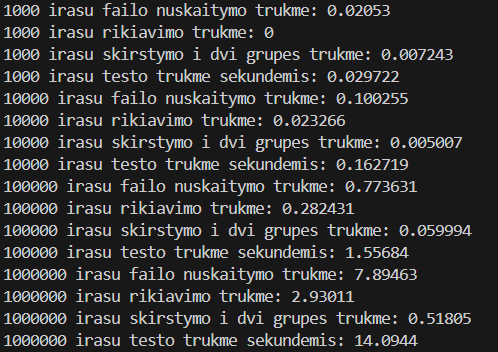 1000 irasu failo nuskaitymo trukme: 0.02053
1000 irasu rikiavimo trukme: 0
1000 irasu skirstymo i dvi grupes trukme: 0.007243
1000 irasu testo trukme sekundemis: 0.029722
10000 irasu failo nuskaitymo trukme: 0.100255
10000 irasu rikiavimo trukme: 0.023266
10000 irasu skirstymo i dvi grupes trukme: 0.005007
10000 irasu testo trukme sekundemis: 0.162719
100000 irasu failo nuskaitymo trukme: 0.773631
100000 irasu rikiavimo trukme: 0.282431
100000 irasu skirstymo i dvi grupes trukme: 0.059994
100000 irasu testo trukme sekundemis: 1.55684
1000000 irasu failo nuskaitymo trukme: 7.89463
1000000 irasu rikiavimo trukme: 2.93011
1000000 irasu skirstymo i dvi grupes trukme: 0.51805
1000000 irasu testo trukme sekundemis: 14.0944